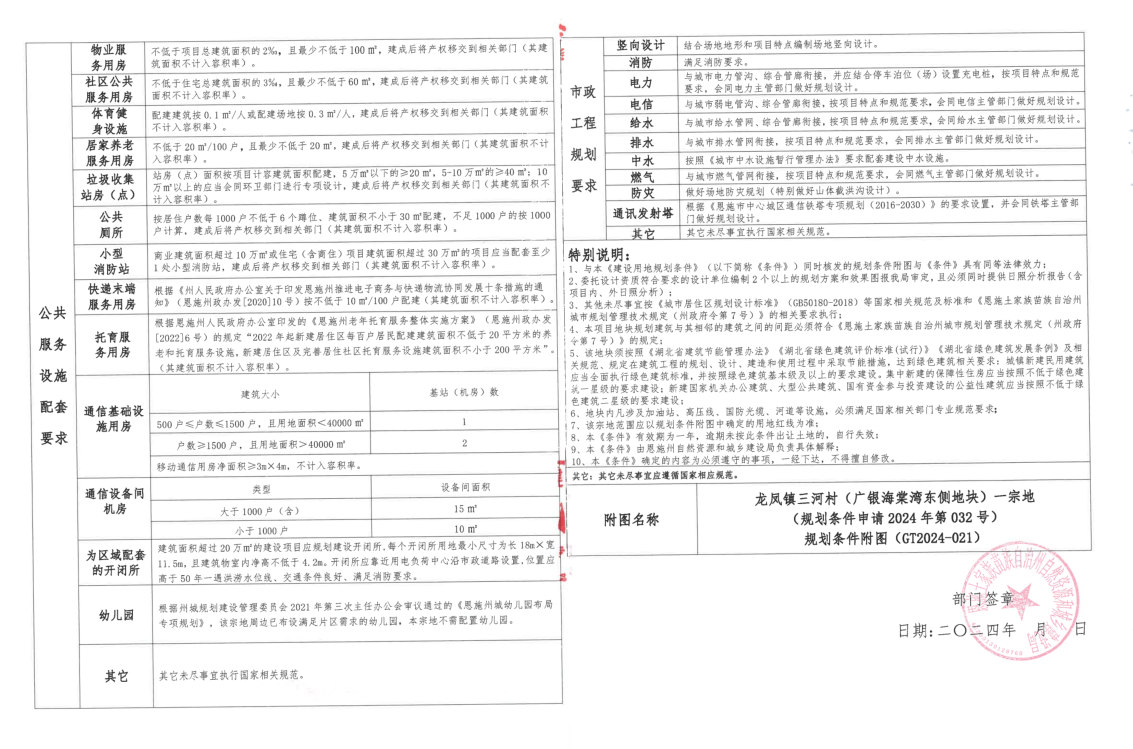 公共
服务
设施
配套
要求
物业服
务用房
不低于项目总建筑面积的2‰，且最少不低于100㎡，建成后将产权移交到相关部门（其建
筑面积不计入容积率）。
社区公共
服务用房
不低于住宅总建筑面积的3‰，且最少不低于60㎡，建成后将产权移交到相关部门（其建筑
面积不计入容积率）。
体育健
身设施
配建建筑按0.1㎡/人或配建场地按0.3㎡/人，建成后将产权移交到相关部门（其建筑面积
不计入容积率）。
居家养老
服务用房
不低于20㎡/100户，且最少不低于20㎡，建成后将产权移交到相关部门（其建筑面积不计
入容积率）。
垃圾收集
站房（点）
站房（点）面积按项目计容建筑面积配建，5万㎡以下的≥20㎡，5-10万㎡的≥40㎡；10
万㎡以上的应当会同环卫部门进行专项设计，建成后将产权移交到相关部门（其建筑面积不
计入容积率）。
公共
厕所
按居住户数每1000户不低于6个蹲位、建筑面积不小于30㎡配建，不足1000户的按1000
户计算，建成后将产权移交到相关部门（其建筑面积不计入容积率）。
小型
消防站
商业建筑面积超过10万㎡或住宅（含商住）项目建筑面积超过30万㎡的项目应当配套至少
1处小型消防站，建成后将产权移交到相关部门（其建筑面积不计入容积率）。
快递末端
服务用房
根据《州人民政府办公室关于印发恩施州推进电子商务与快递物流协同发展十条措施的通
知》（恩施州政办发[2020]10号）按不低于10㎡/100户配建（其建筑面积不计入容积率）。
托育服
务用房
根据恩施州人民政府办公室印发的《恩施州老年托育服务整体实施方案》（恩施州政办发
[2022]6号）的规定“2022年起新建居住区每百户居民配建建筑面积不低于20平方米的养
老和托育服务设施，新建居住区及完善居住社区托育服务设施建筑面积不小于200平方米”。
（其建筑面积不计入容积率）。
通信基础设
施用房
建筑大小
基站（机房）数
500户≤户数≤1500户，且用地面积<40000㎡
1
户数≥1500户，且用地面积>40000㎡
2
移动通信用房净面积≥3m×4m，不计入容积率。
通信设备间
机房
类型
设备间面积
大于1000户（含）
15㎡
小于1000户
10㎡
为区域配套
的开闭所
建筑面积超过20万㎡的建设项目应规划建设开闭所，每个开闭所用地最小尺寸为长18m×宽
11.5m，且建筑物室内净高不低于4.2m。开闭所应靠近用电负荷中心沿市政道路设置，位置应
高于50年一遇洪涝水位线、交通条件良好、满足消防要求。
幼儿园
根据州城规划建设管理委员会2021年第三次主任办公会审议通过的《恩施州城幼儿园布局
专项规划》，该宗地周边已布设满足片区需求的幼儿园，本宗地不需配置幼儿园。
其它
其它未尽事宜执行国家相关规范。
市政
工程
规划
要求
竖向设计
结合场地地形和项目特点编制场地竖向设计。
消防
满足消防要求。
电力
与城市电力管沟、综合管廊衔接，并应结合停车泊位（场）设置充电桩，按项目特点和规范
要求，会同电力主管部门做好规划设计。
电信
与城市弱电管沟、综合管廊衔接，按项目特点和规范要求，会同电信主管部门做好规划设计。
给水
与城市给水管网、综合管廊衔接，按项目特点和规范要求，会同给水主管部门做好规划设计。
排水
与城市排水管网衔接，按项目特点和规范要求，会同排水主管部门做好规划设计。
中水
按照《城市中水设施暂行管理办法》要求配套建设中水设施。
燃气
与城市燃气管网衔接，按项目特点和规范要求，会同燃气主管部门做好规划设计。
防灾
做好场地防灾规划（特别做好山体截洪沟设计）。
通讯发射塔
根据《恩施市中心城区通信铁塔专项规划（2016-2030）》的要求设置，并会同铁塔主管部
门做好规划设计。
其它
其它未尽事宜执行国家相关规范。
特别说明：
1、与本《建设用地规划条件》（以下简称《条件》）同时核发的规划条件附图与《条件》具有同等法律效力；
2、委托设计资质符合要求的设计单位编制2个以上的规划方案和效果图报我局审定，且必须同时提供日照分析报告（含
项目内、外日照分析）；
3、其他未尽事宜按《城市居住区规划设计标准》（GB50180-2018）等国家相关规范及标准和《恩施土家族苗族自治州
城市规划管理技术规定（州政府令第7号）》的相关要求执行；
4、本项目地块规划建筑与其相邻的建筑之间的间距必须符合《恩施土家族苗族自治州城市规划管理技术规定（州政府
令第7号）》的规定；
5、该地块须按照《湖北省建筑节能管理办法》《湖北省绿色建筑评价标准(试行)》《湖北省绿色建筑发展条例》及相
关规范、规定在建筑工程的规划、设计、建造和使用过程中采取节能措施，达到绿色建筑相关要求；城镇新建民用建筑
应当全面执行绿色建筑标准，并按照绿色建筑基本级及以上的要求建设。集中新建的保障性住房应当按照不低于绿色建
筑一星级的要求建设；新建国家机关办公建筑、大型公共建筑、国有资金参与投资建设的公益性建筑应当按照不低于绿
色建筑二星级的要求建设；
6、地块内凡涉及加油站、高压线、国防光缆、河道等设施，必须满足国家相关部门专业规范要求；
7、该宗地范围应以规划条件附图中确定的用地红线为准；
8、本《条件》有效期为一年，逾期未按此条件出让土地的，自行失效；
9、本《条件》由恩施州自然资源和城乡建设局负责具体解释；
10、本《条件》确定的内容为必须遵守的事项，一经下达，不得擅自修改。
其它：其它未尽事宜应遵循国家相应规范。
附图名称
龙凤镇三河村（广银海棠湾东侧地块）一宗地
（规划条件申请2024年第032号）
规划条件附图（GT2024-021）
部门签章
日期：二〇二四年 月 日